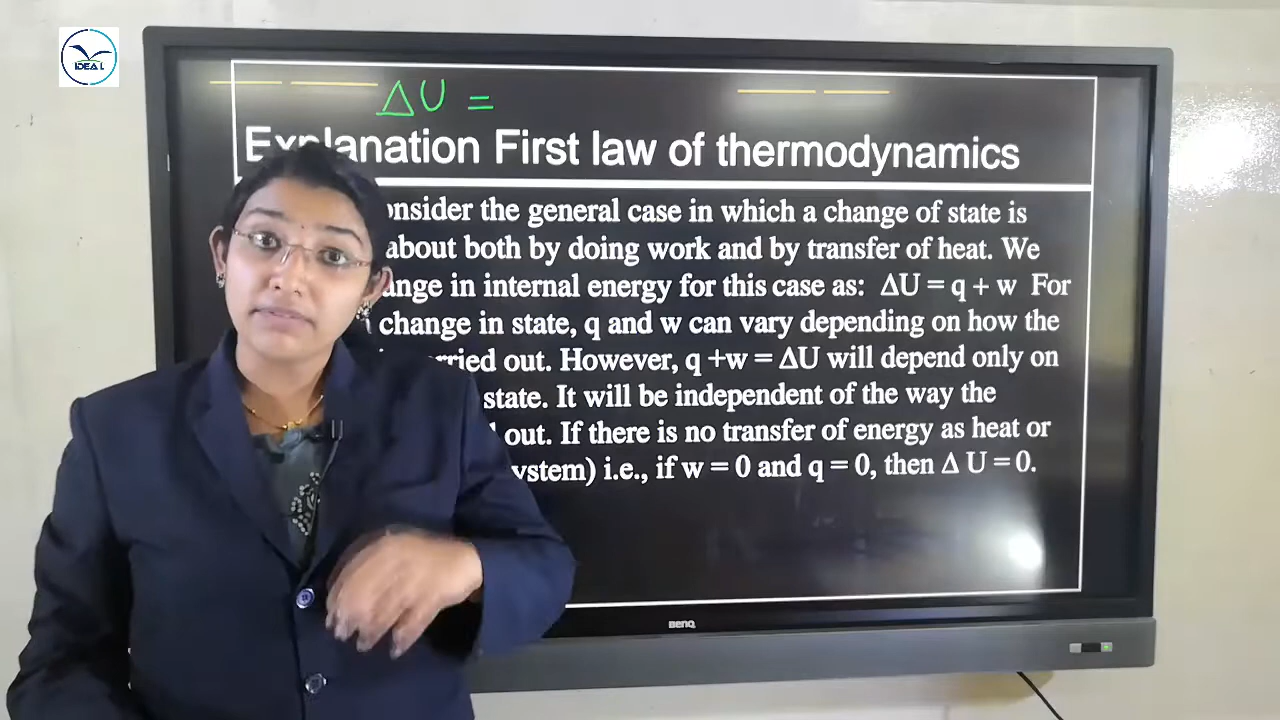 IDEAL
ΔU =
Explanation First law of thermodynamics
the general case in which a change of state is
about both by doing work and by transfer of heat. We
in internal energy for this case as: ΔU = q + w For
change in state, q and w can vary depending on how the
out. However, q +w = ΔU will depend only on
state. It will be independent of the way the
out. If there is no transfer of energy as heat or
i.e., if w = 0 and q = 0, then Δ U = 0.
BenQ